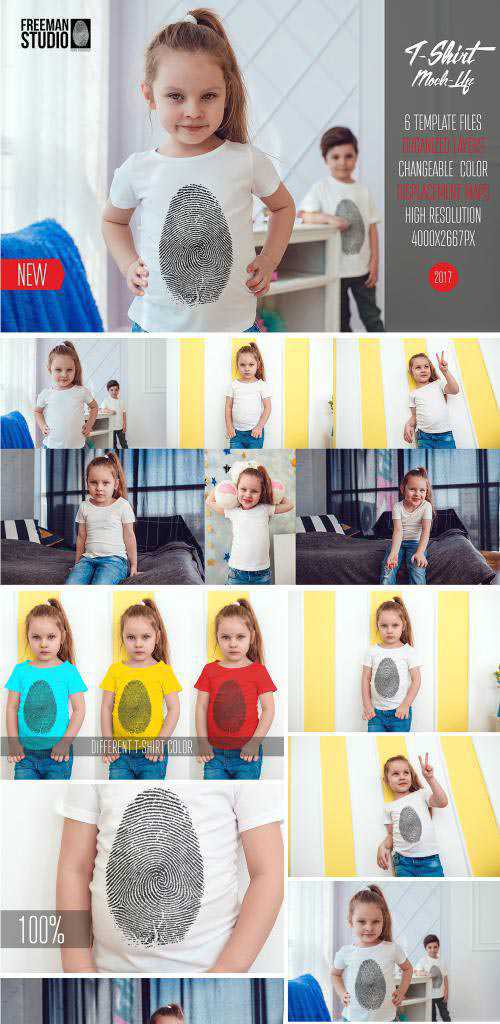 FREEMAN
STUDIO
T-Shirt
Mock-Up
6 TEMPLATE FILES
ORGANIZED LAYERS
CHANGEABLE COLOR
DISPLACEMENT MAPS
HIGH RESOLUTION
4000X2667PX
NEW
2017
DIFFERENT T-SHIRT COLOR
100%